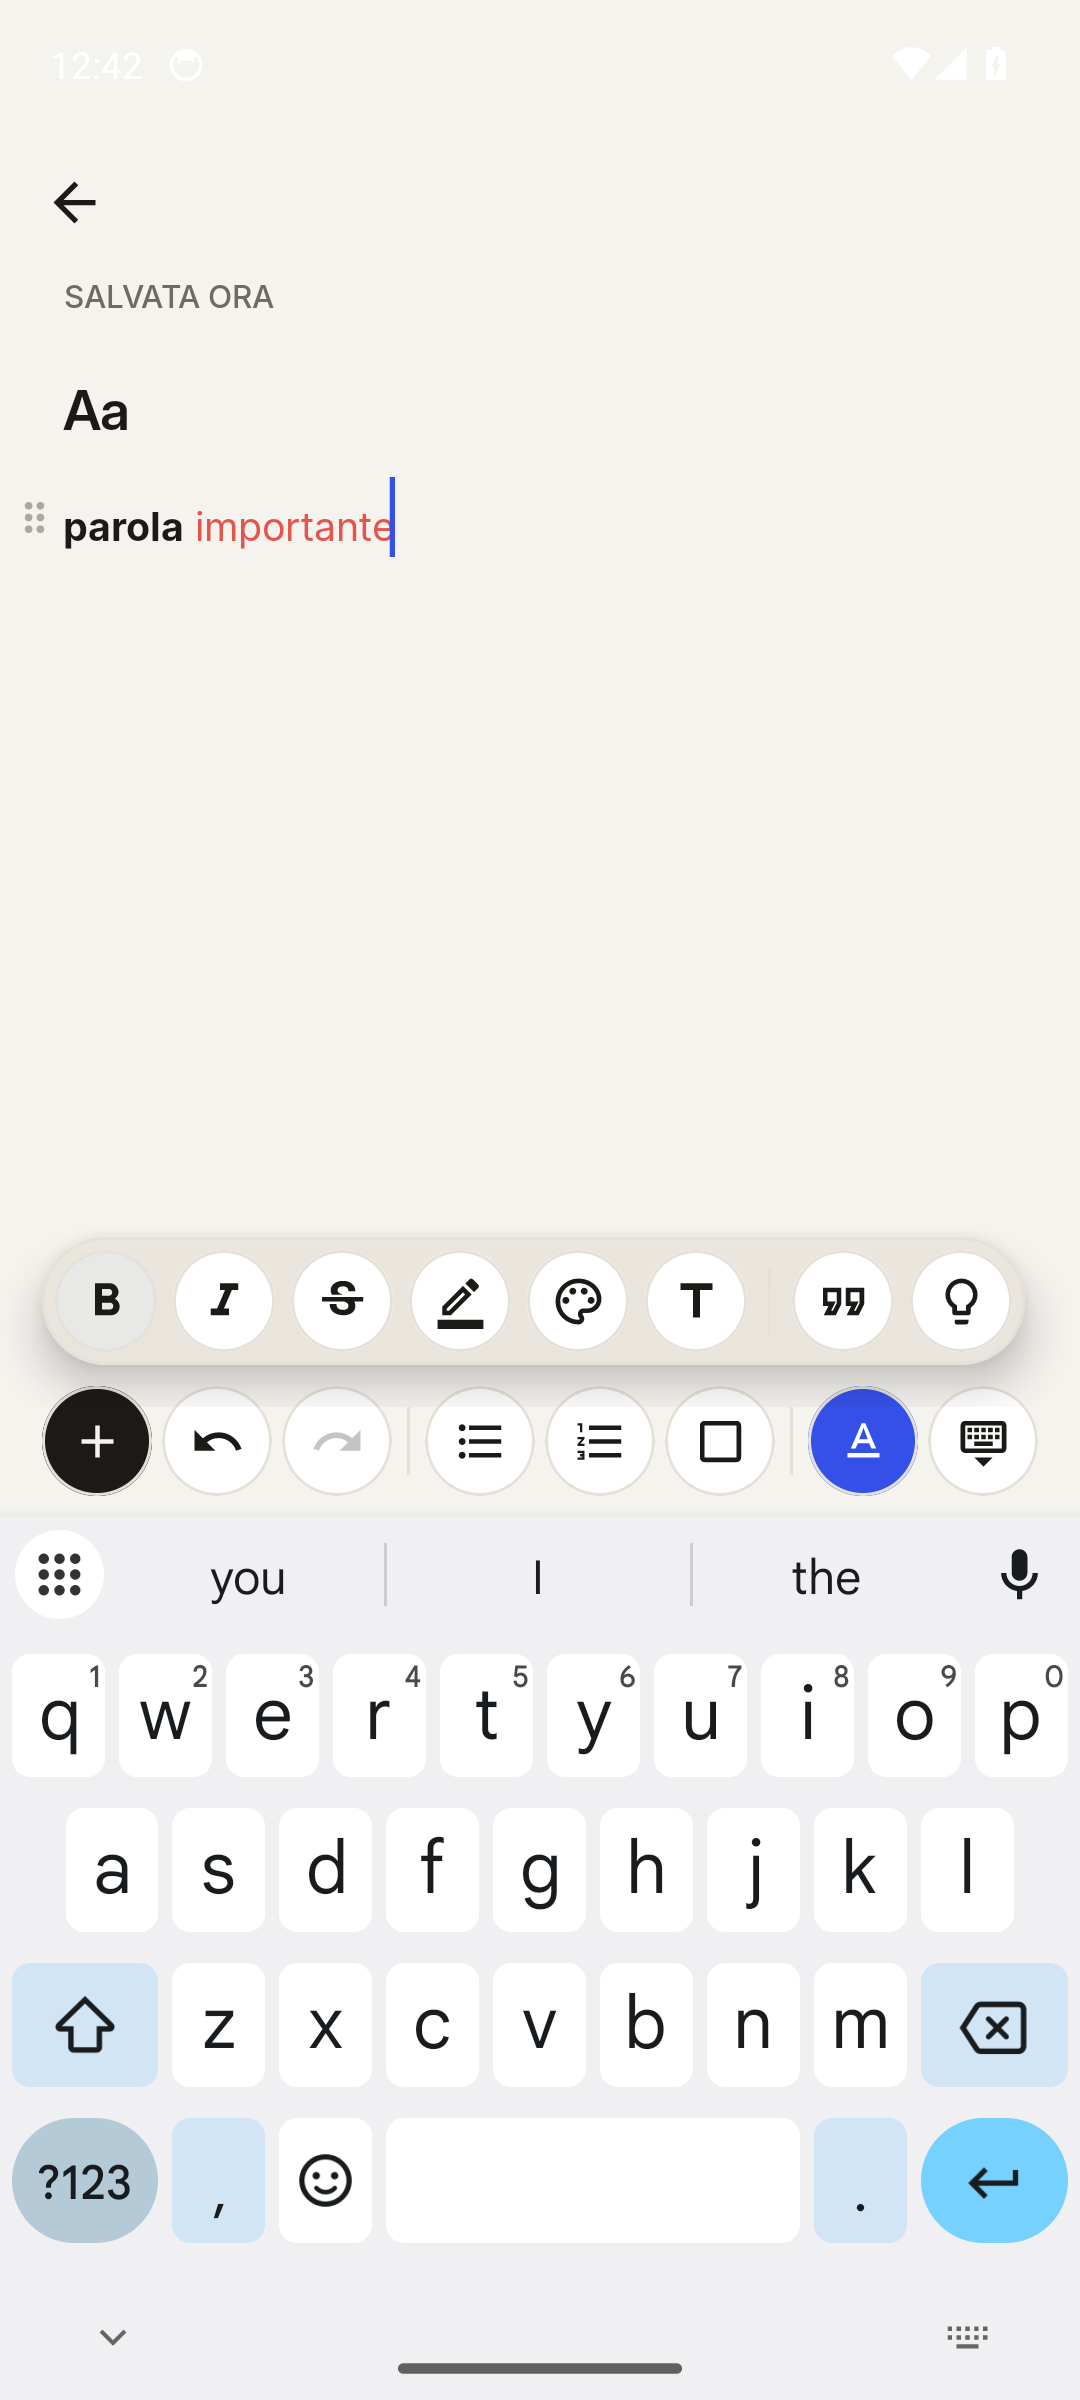 12:42
SALVATA ORA
Aa
parola importante
B I S T
A
you I the
1 2 3 4 5 6 7 8 9 0
q w e r t y u i o p
a s d f g h j k l
z x c v b n m
?123 , .